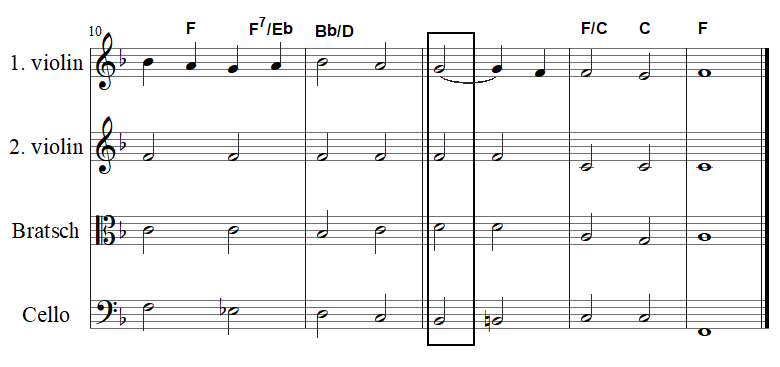 10 F F7/Eb Bb/D F/C C F
1. violin
2. violin
Bratsch
Cello